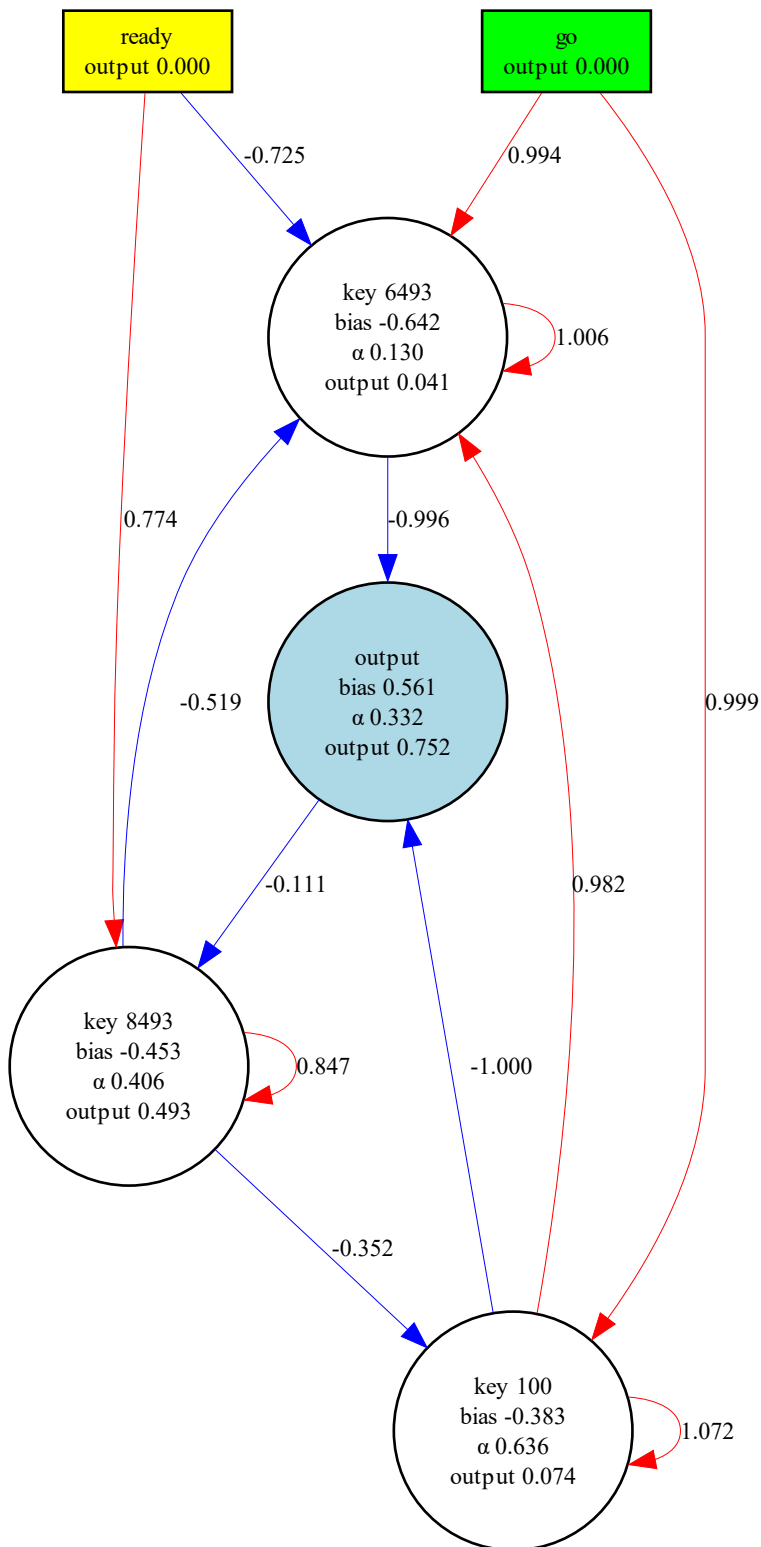 ready
output 0.000
go
output 0.000
-0.725
0.994
key 6493
bias -0.642
α 0.130
output 0.041
1.006
0.774
-0.996
output
bias 0.561
α 0.332
output 0.752
-0.519
0.999
-0.111
0.982
key 8493
bias -0.453
α 0.406
output 0.493
0.847
-1.000
-0.352
key 100
bias -0.383
α 0.636
output 0.074
1.072